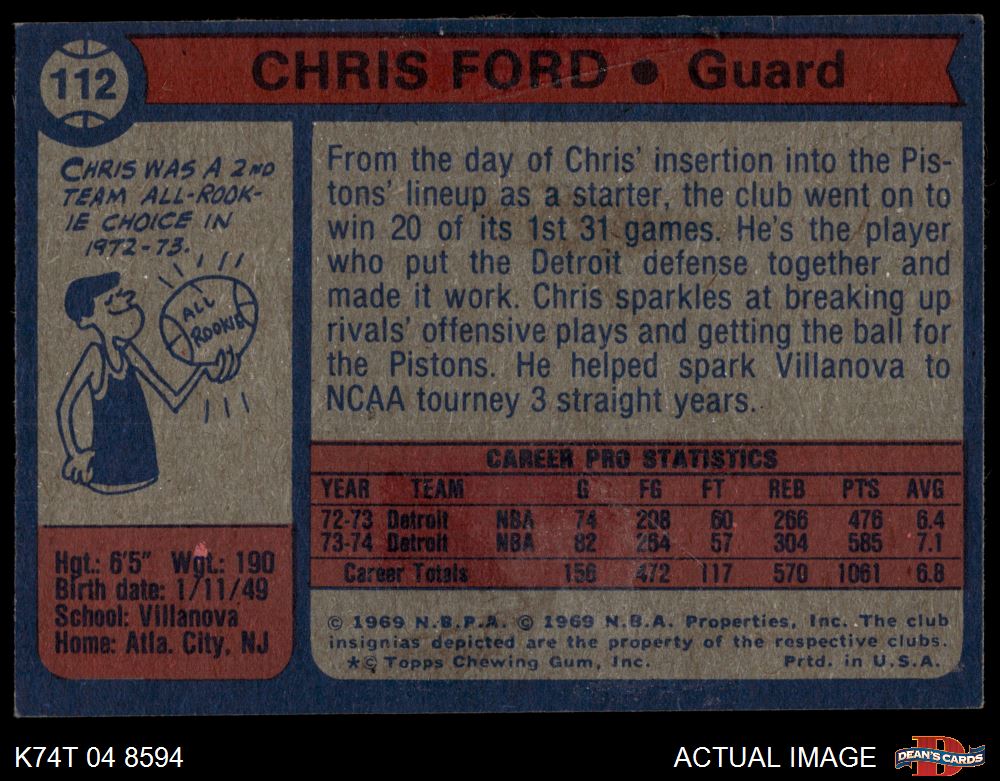 112
CHRIS FORD ● Guard
CHRIS WAS A 2ND
TEAM ALL-ROOK-
IE CHOICE IN
1972-73.
ALL
ROOKIE
From the day of Chris' insertion into the Pis-
tons' lineup as a starter, the club went on to
win 20 of its 1st 31 games. He's the player
who put the Detroit defense together and
made it work. Chris sparkles at breaking up
rivals' offensive plays and getting the ball for
the Pistons. He helped spark Villanova to
NCAA tourney 3 straight years.
CAREER PRO STATISTICS
YEAR TEAM G FG FT REB PTS AVG
72-73 Detroit NBA 74 208 60 266 476 6.4
73-74 Detroit NBA 82 264 57 304 585 7.1
Career Totals 156 472 117 570 1061 6.8
Hgt.: 6'5" Wgt.: 190
Birth date: 1/11/49
School: Villanova
Home: Atla. City, NJ
© 1969 N.B.P.A. © 1969 N.B.A. Properties, Inc. The club
insignias depicted are the property of the respective clubs.
*© Topps Chewing Gum, Inc. Prtd. in U.S.A.
K74T 04 8594
ACTUAL IMAGE
D
DEAN'S CARDS